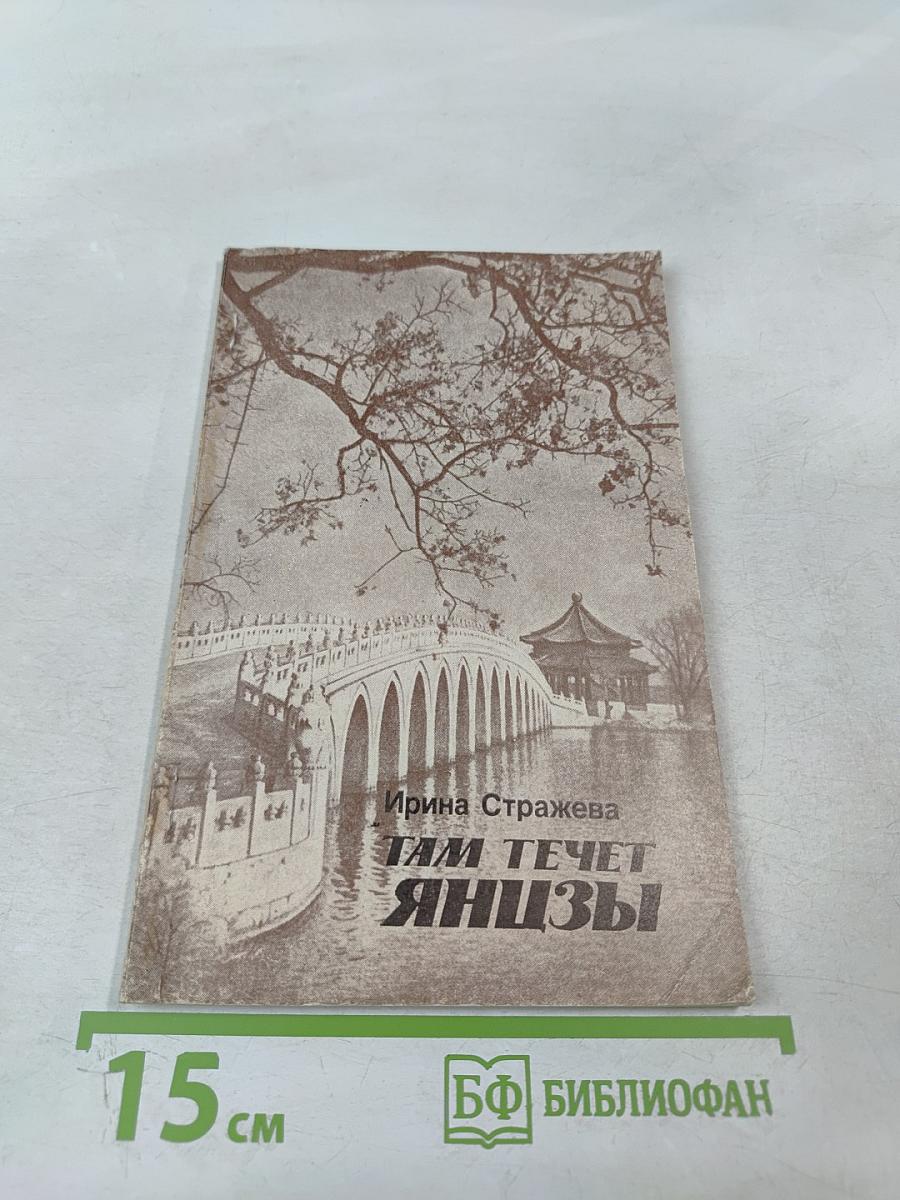 Ирина Стражева
ТАМ ТЕЧЕТ
ЯНЦЗЫ
15 см
БФ БИБЛИОФАН